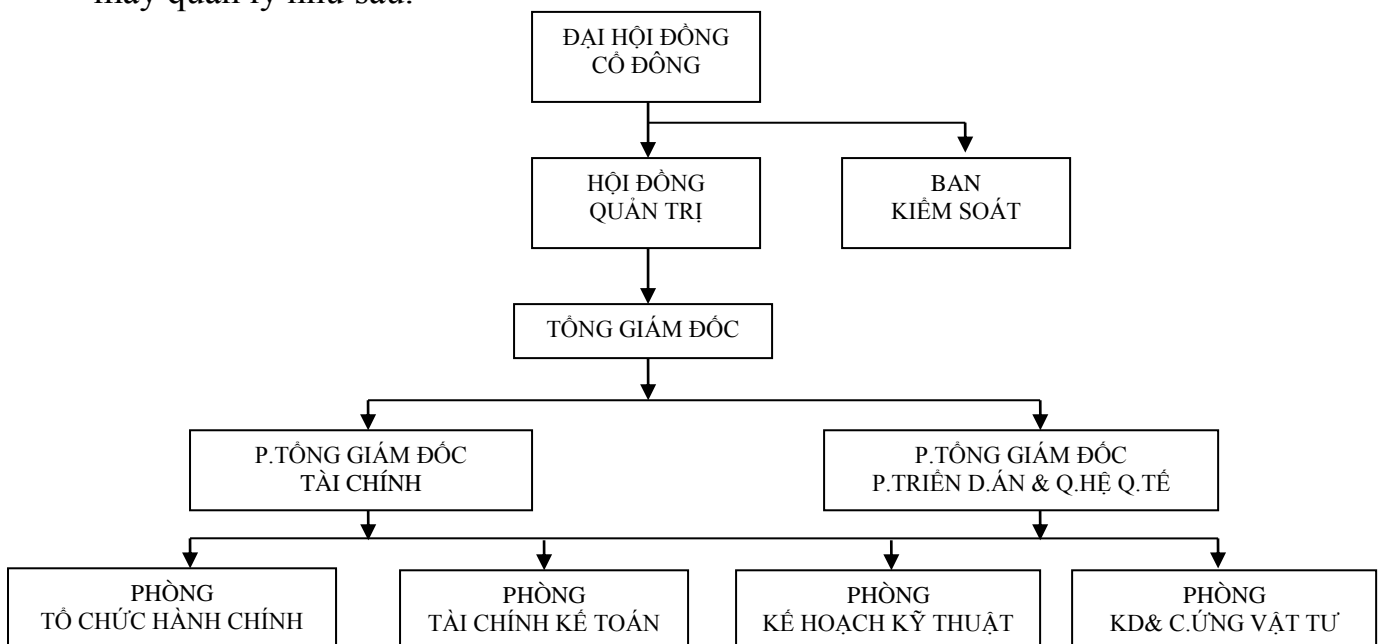 máy quản lý như sau:
ĐẠI HỘI ĐỒNG
CỔ ĐÔNG
HỘI ĐỒNG
QUẢN TRỊ
BAN
KIỂM SOÁT
TỔNG GIÁM ĐỐC
P.TỔNG GIÁM ĐỐC
TÀI CHÍNH
P.TỔNG GIÁM ĐỐC
P.TRIỂN D.ÁN & Q.HỆ Q.TẾ
PHÒNG
TỔ CHỨC HÀNH CHÍNH
PHÒNG
TÀI CHÍNH KẾ TOÁN
PHÒNG
KẾ HOẠCH KỸ THUẬT
PHÒNG
KD& C.ỨNG VẬT TƯ